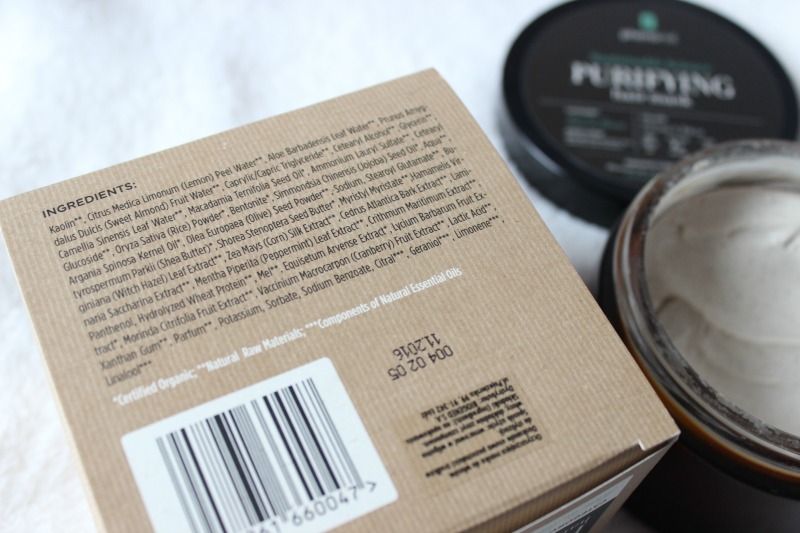 PURIFYING
INGREDIENTS:
Kaolin**, Citrus Medica Limonum (Lemon) Peel Water**, Aloe Barbadensis Leaf Water**, Prunus Amyg-
dalus Dulcis (Sweet Almond) Fruit Water**, Caprylic/Capric Triglyceride**, Cetearyl Alcohol**, Glycerin**,
Camellia Sinensis Leaf Water**, Macadamia Ternifolia Seed Oil*, Ammonium Lauryl Sulfate**, Cetearyl
Glucoside**, Oryza Sativa (Rice) Powder*, Bentonite*, Simmondsia Chinensis (Jojoba) Seed Oil*, Aqua**,
Argania Spinosa Kernel Oil*, Olea Europaea (Olive) Seed Powder**, Sodium, Stearoyl Glutamate**, Bu-
tyrospermum Parkii (Shea Butter)*, Shorea Stenoptera Seed Butter*, Myristyl Myristate**, Hamamelis Vir-
giniana (Witch Hazel) Leaf Extract**, Zea Mays (Corn) Silk Extract**, Cedrus Atlantica Bark Extract**, Lami-
naria Saccharina Extract**, Mentha Piperila (Peppermint) Leaf Extract**, Crithmum Maritimum Extract**,
Panthenol, Hydrolyzed Wheat Protein**, Mel**, Equisetum Arvense Extract*, Lycium Barbarum Fruit Ex-
tract*, Morinda Citrifolia Fruit Extract**, Vaccinium Macrocarpon (Cranberry) Fruit Extract**, Lactic Acid**,
Xanthan Gum**, Parfum**, Potassium, Sorbate, Sodium Benzoate, Citral***, Geraniol***, Limonene***,
Linalool***
*Certified Organic; **Natural Raw Materials; ***Components of Natural Essential Oils
004 02 05
11.2016
660047 >